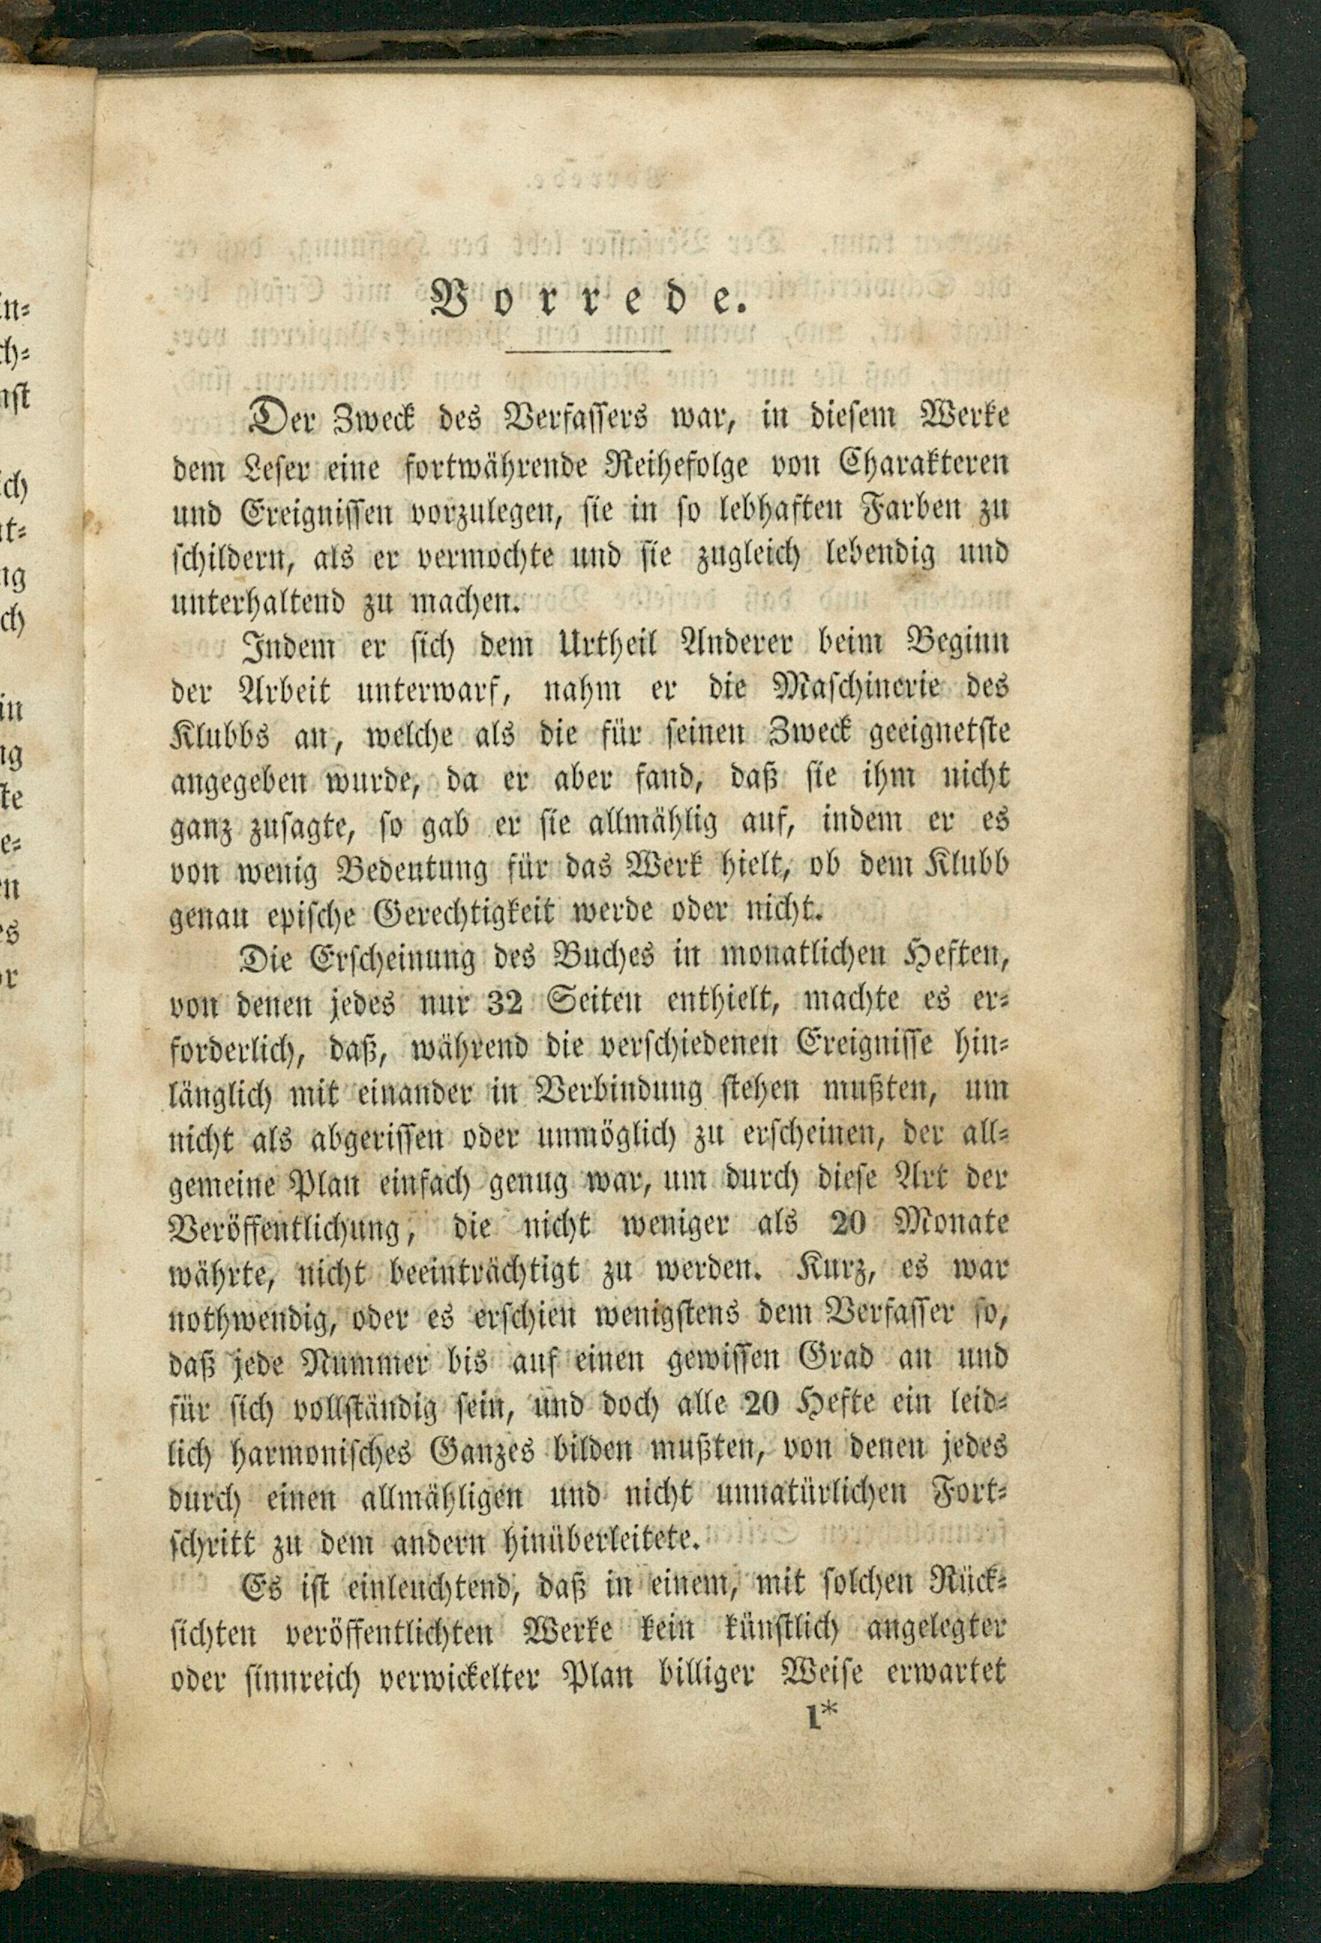 Vorrede.
Der Zweck des Verfassers war, in diesem Werke
dem Leser eine fortwährende Reihefolge von Charakteren
und Ereignissen vorzulegen, sie in so lebhaften Farben zu
schildern, als er vermochte und sie zugleich lebendig und
unterhaltend zu machen.
Indem er sich dem Urtheil Anderer beim Beginn
der Arbeit unterwarf, nahm er die Maschinerie des
Klubbs an, welche als die für seinen Zweck geeignetste
angegeben wurde, da er aber fand, daß sie ihm nicht
ganz zusagte, so gab er sie allmählig auf, indem er es
von wenig Bedeutung für das Werk hielt, ob dem Klubb
genau epische Gerechtigkeit werde oder nicht.
Die Erscheinung des Buches in monatlichen Heften,
von denen jedes nur 32 Seiten enthielt, machte es er-
forderlich, daß, während die verschiedenen Ereignisse hin-
länglich mit einander in Verbindung stehen mußten, um
nicht als abgerissen oder unmöglich zu erscheinen, der all-
gemeine Plan einfach genug war, um durch diese Art der
Veröffentlichung, die nicht weniger als 20 Monate
währte, nicht beeinträchtigt zu werden. Kurz, es war
nothwendig, oder es erschien wenigstens dem Verfasser so,
daß jede Nummer bis auf einen gewissen Grad an und
für sich vollständig sein, und doch alle 20 Hefte ein leid-
lich harmonisches Ganzes bilden mußten, von denen jedes
durch einen allmähligen und nicht unnatürlichen Fort-
schritt zu dem andern hinüberleitete.
Es ist einleuchtend, daß in einem, mit solchen Rück-
sichten veröffentlichten Werke kein künstlich angelegter
oder sinnreich verwickelter Plan billiger Weise erwartet
1*